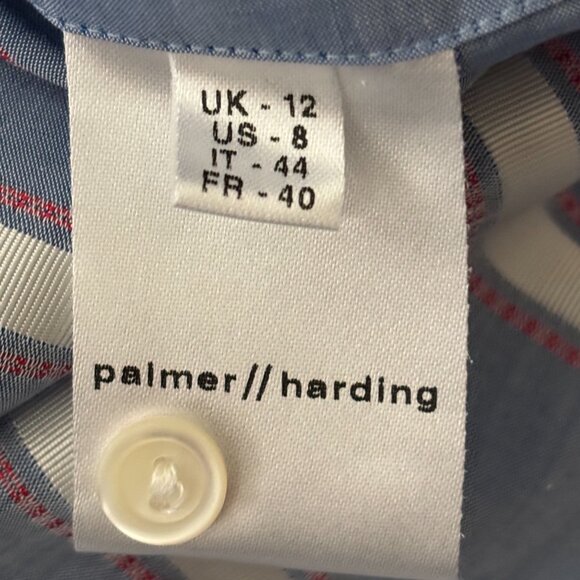 UK - 12
US - 8
IT - 44
FR - 40
palmer//harding